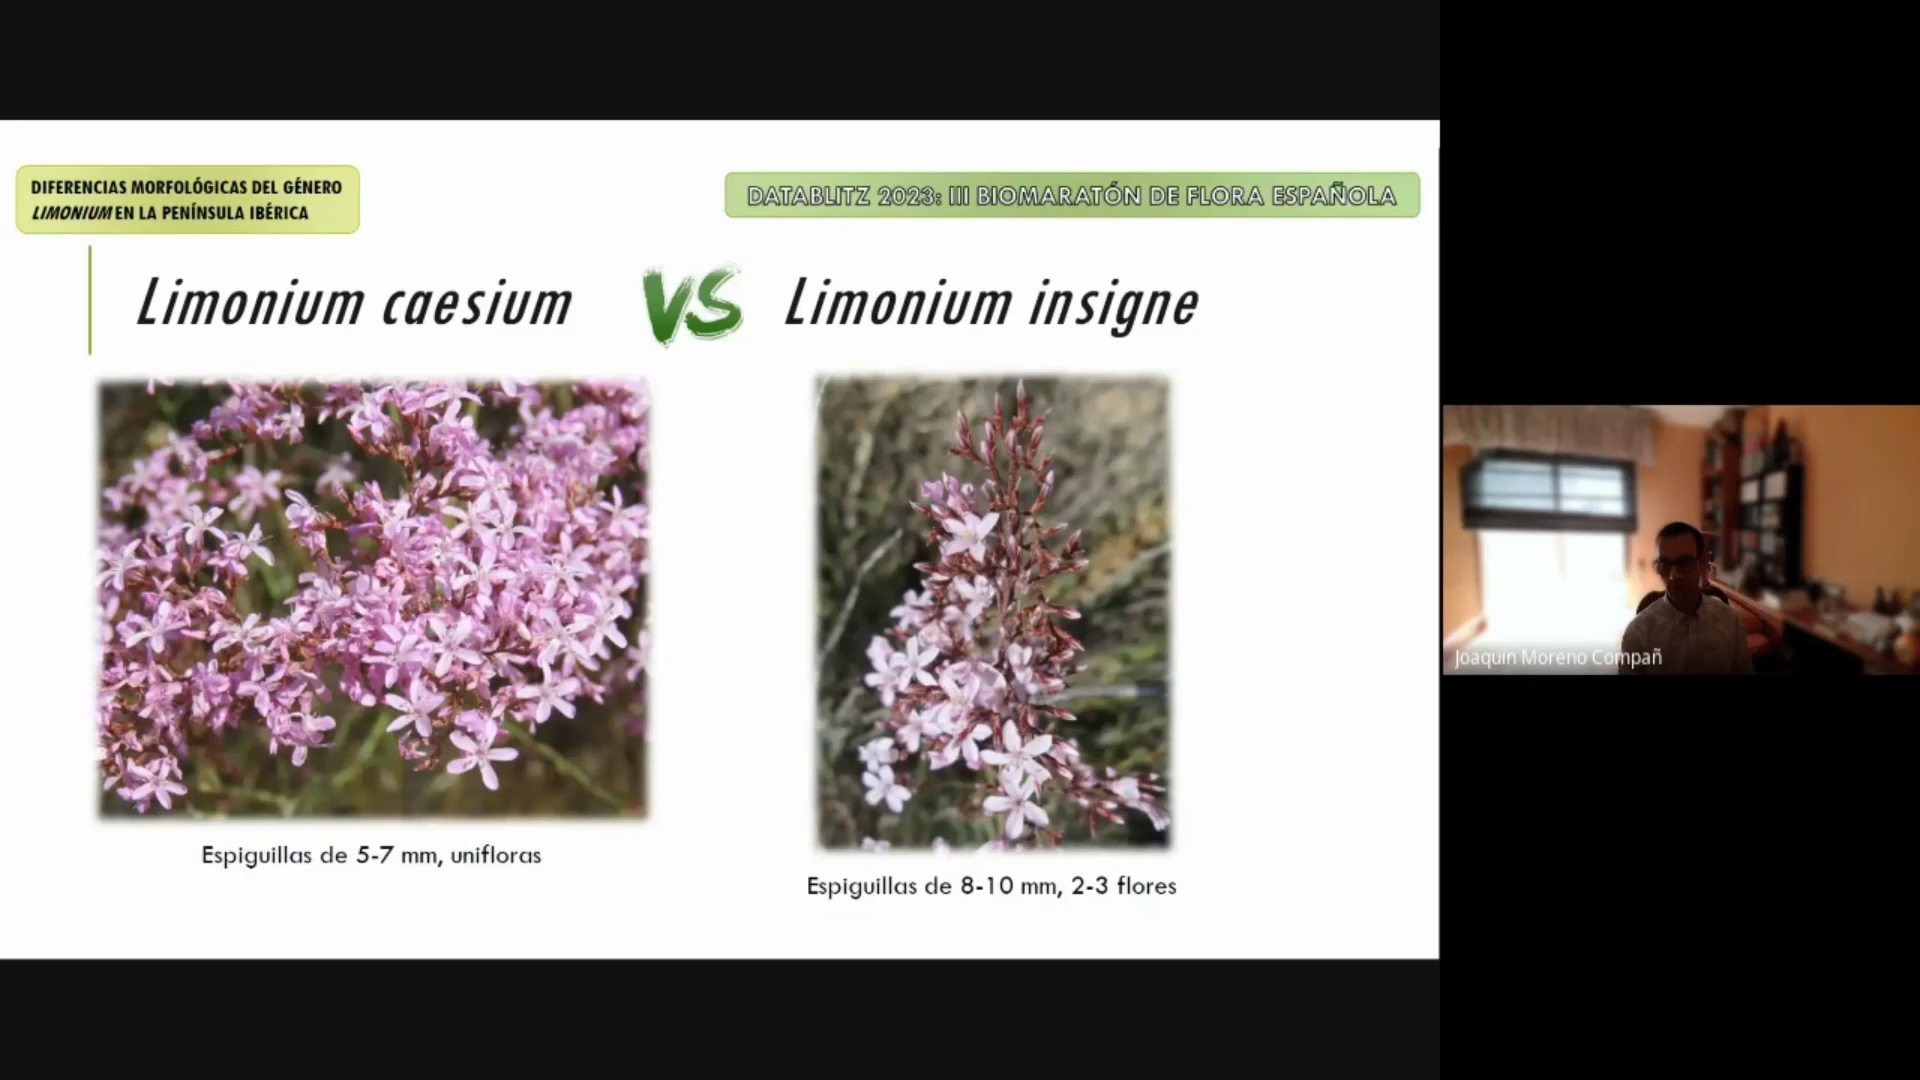 DIFERENCIAS MORFOLÓGICAS DEL GÉNERO
LIMONIUM EN LA PENÍNSULA IBÉRICA
DATABLITZ 2023: III BIOMARATÓN DE FLORA ESPAÑOLA
Limonium caesium
VS
Limonium insigne
Espiguillas de 5-7 mm, unifloras
Espiguillas de 8-10 mm, 2-3 flores
Joaquin Moreno Compañ